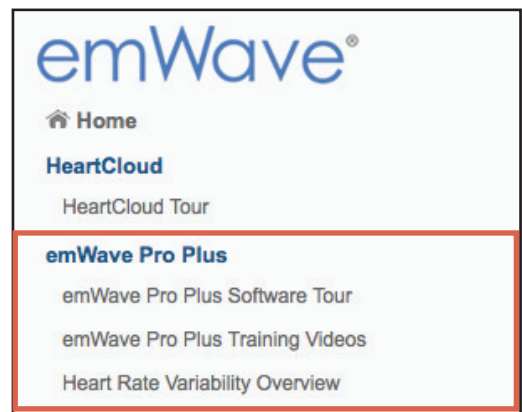 emWave®
Home
HeartCloud
HeartCloud Tour
emWave Pro Plus
emWave Pro Plus Software Tour
emWave Pro Plus Training Videos
Heart Rate Variability Overview